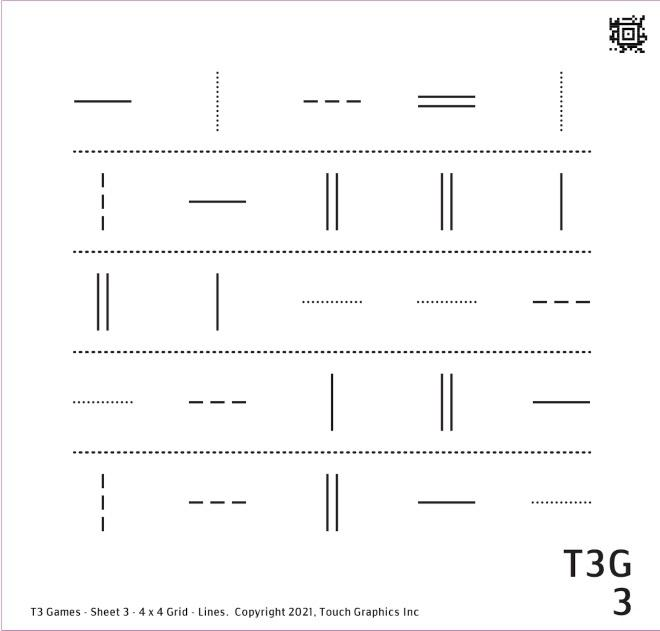 T3G
3
T3 Games - Sheet 3 - 4 x 4 Grid - Lines. Copyright 2021, Touch Graphics Inc